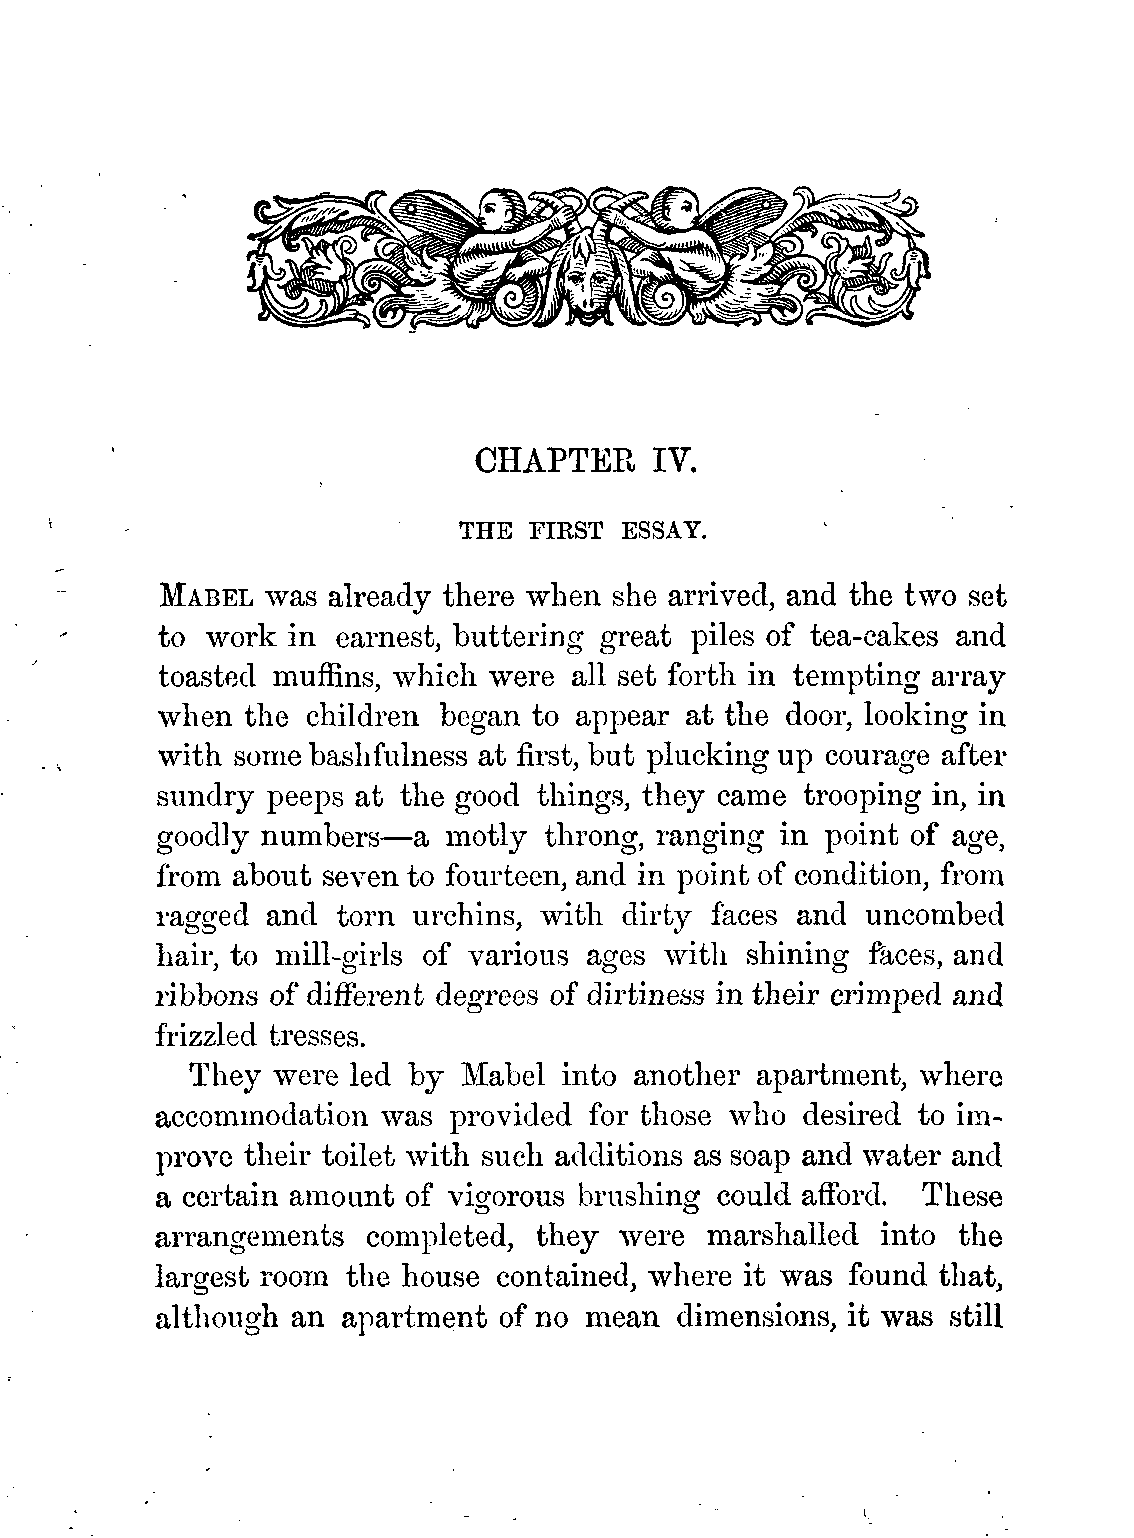 CHAPTER IV.
THE FIRST ESSAY.
MABEL was already there when she arrived, and the two set
to work in earnest, buttering great piles of tea-cakes and
toasted muffins, which were all set forth in tempting array
when the children began to appear at the door, looking in
with some bashfulness at first, but plucking up courage after
sundry peeps at the good things, they came trooping in, in
goodly numbers—a motly throng, ranging in point of age,
from about seven to fourteen, and in point of condition, from
ragged and torn urchins, with dirty faces and uncombed
hair, to mill-girls of various ages with shining faces, and
ribbons of different degrees of dirtiness in their crimped and
frizzled tresses.
They were led by Mabel into another apartment, where
accommodation was provided for those who desired to im-
prove their toilet with such additions as soap and water and
a certain amount of vigorous brushing could afford. These
arrangements completed, they were marshalled into the
largest room the house contained, where it was found that,
although an apartment of no mean dimensions, it was still